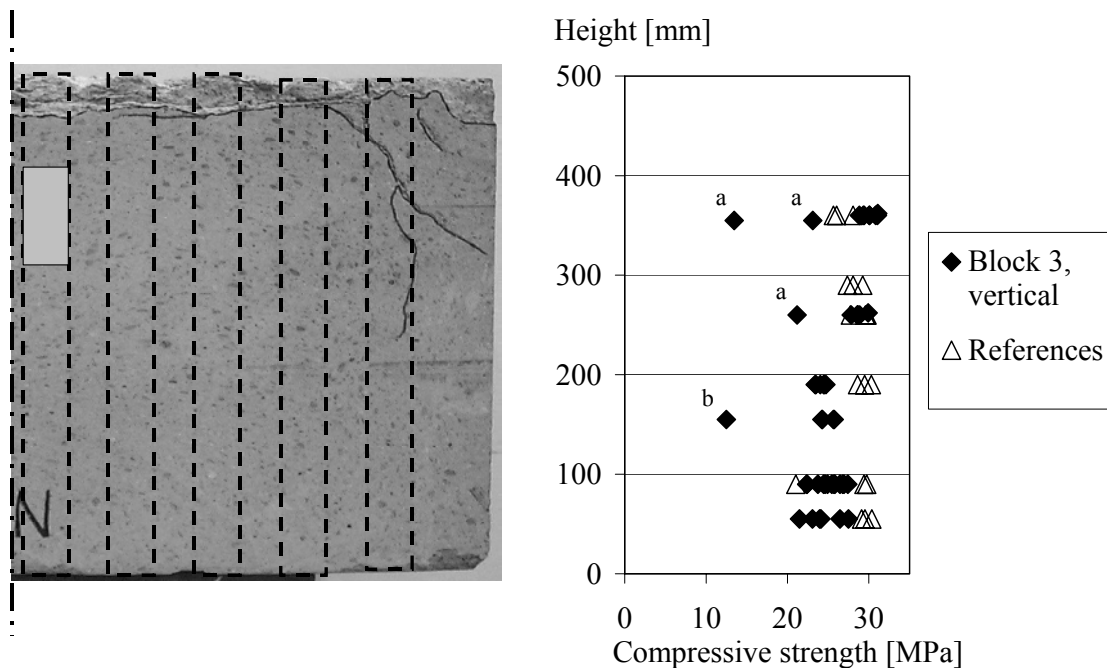 Height [mm]
500
400
300
200
100
0
a
a
a
b
0
10
20
30
Compressive strength [MPa]
Block 3,
vertical
References
N